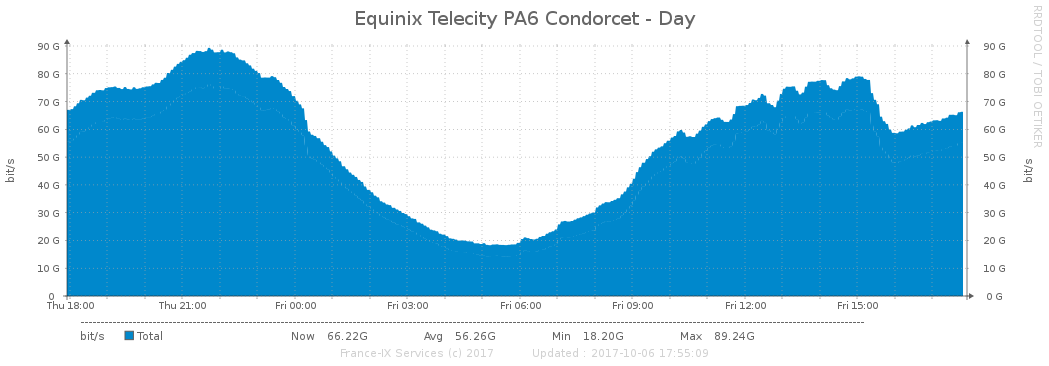 Equinix Telecity PA6 Condorcet - Day
RRDTOOL / TOBI OETIKER
bit/s
90 G
80 G
70 G
60 G
50 G
40 G
30 G
20 G
10 G
0
90 G
80 G
70 G
60 G
50 G
40 G
30 G
20 G
10 G
0 G
bit/s
Thu 18:00 Thu 21:00 Fri 00:00 Fri 03:00 Fri 06:00 Fri 09:00 Fri 12:00 Fri 15:00
bit/s Total Now 66.22G Avg 56.26G Min 18.20G Max 89.24G
France-IX Services (c) 2017 Updated : 2017-10-06 17:55:09